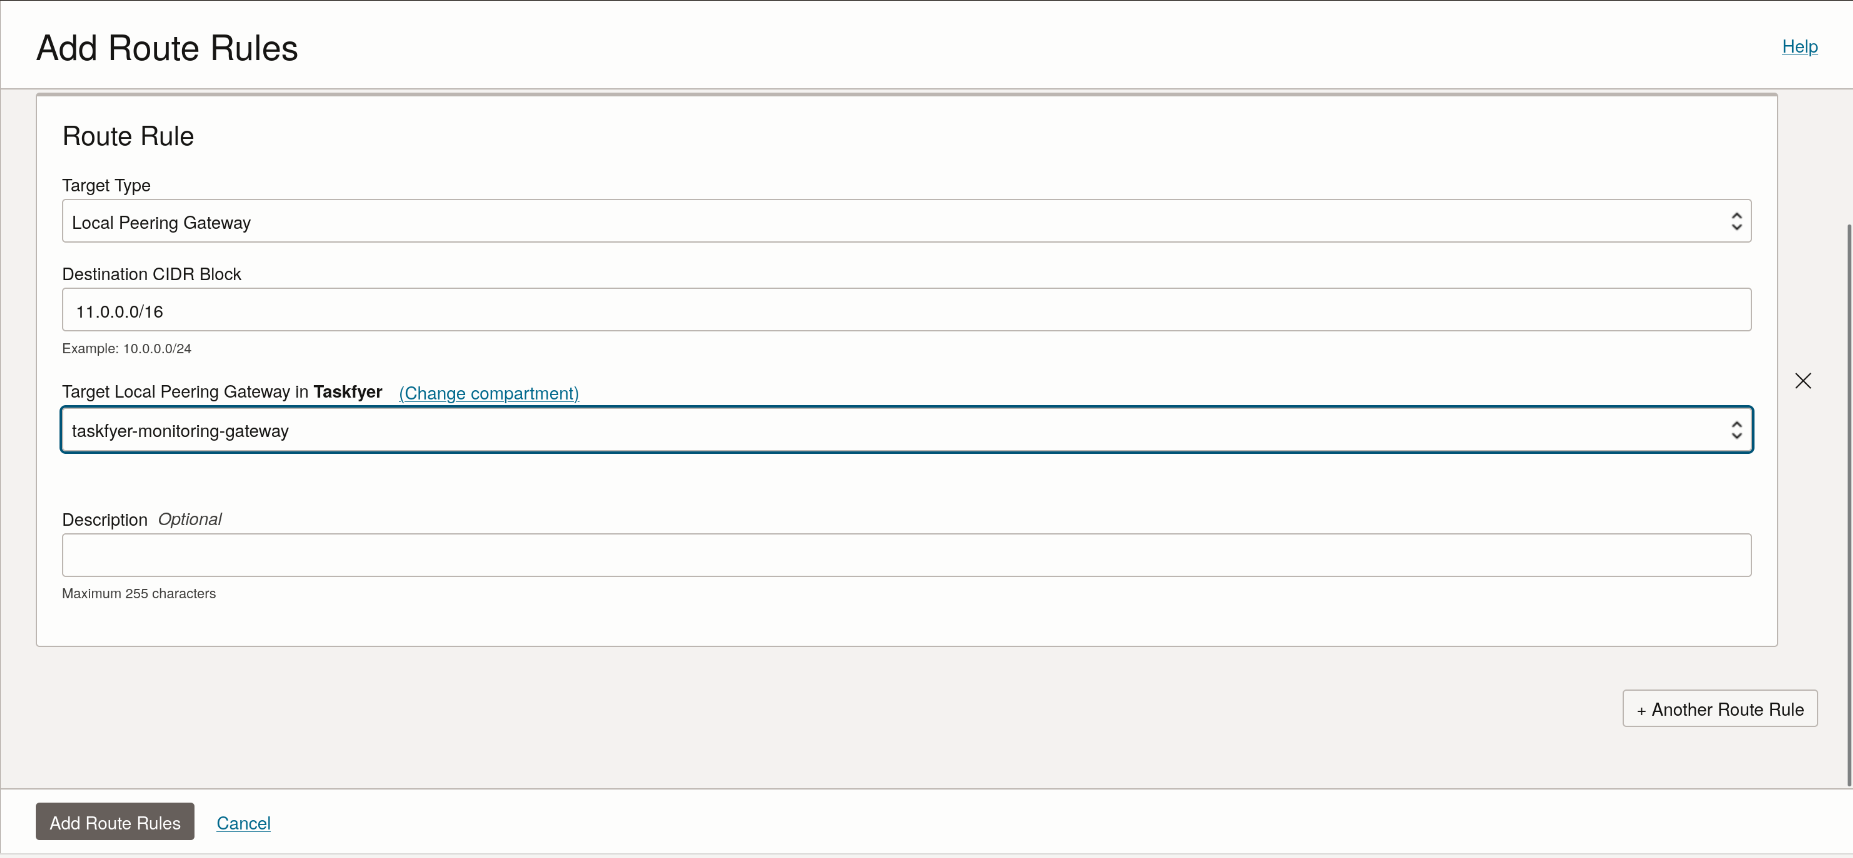 Add Route Rules
Help
Route Rule
Target Type
Local Peering Gateway
Destination CIDR Block
11.0.0.0/16
Example: 10.0.0.0/24
Target Local Peering Gateway in Taskfyer (Change compartment)
taskfyer-monitoring-gateway
Description Optional
Maximum 255 characters
+ Another Route Rule
Add Route Rules Cancel